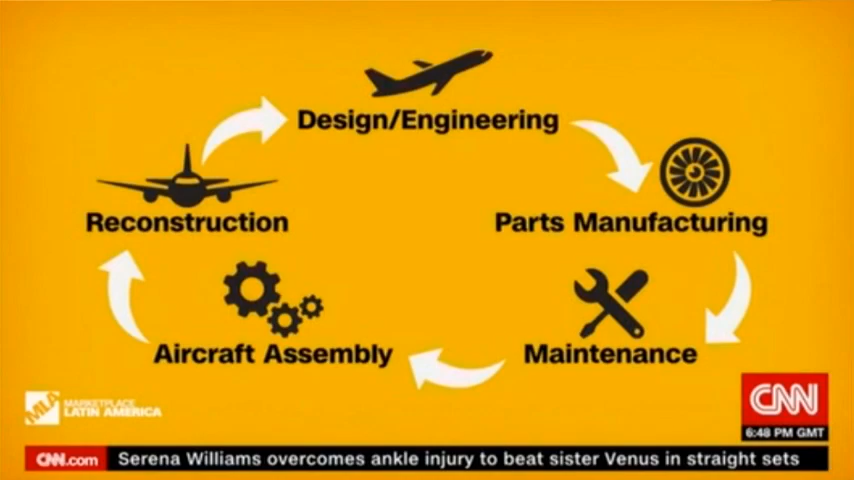 Design/Engineering
Reconstruction
Parts Manufacturing
Aircraft Assembly
Maintenance
MLA
MARKETPLACE
LATIN AMERICA
CNN
6:48 PM GMT
CNN.com
Serena Williams overcomes ankle injury to beat sister Venus in straight sets